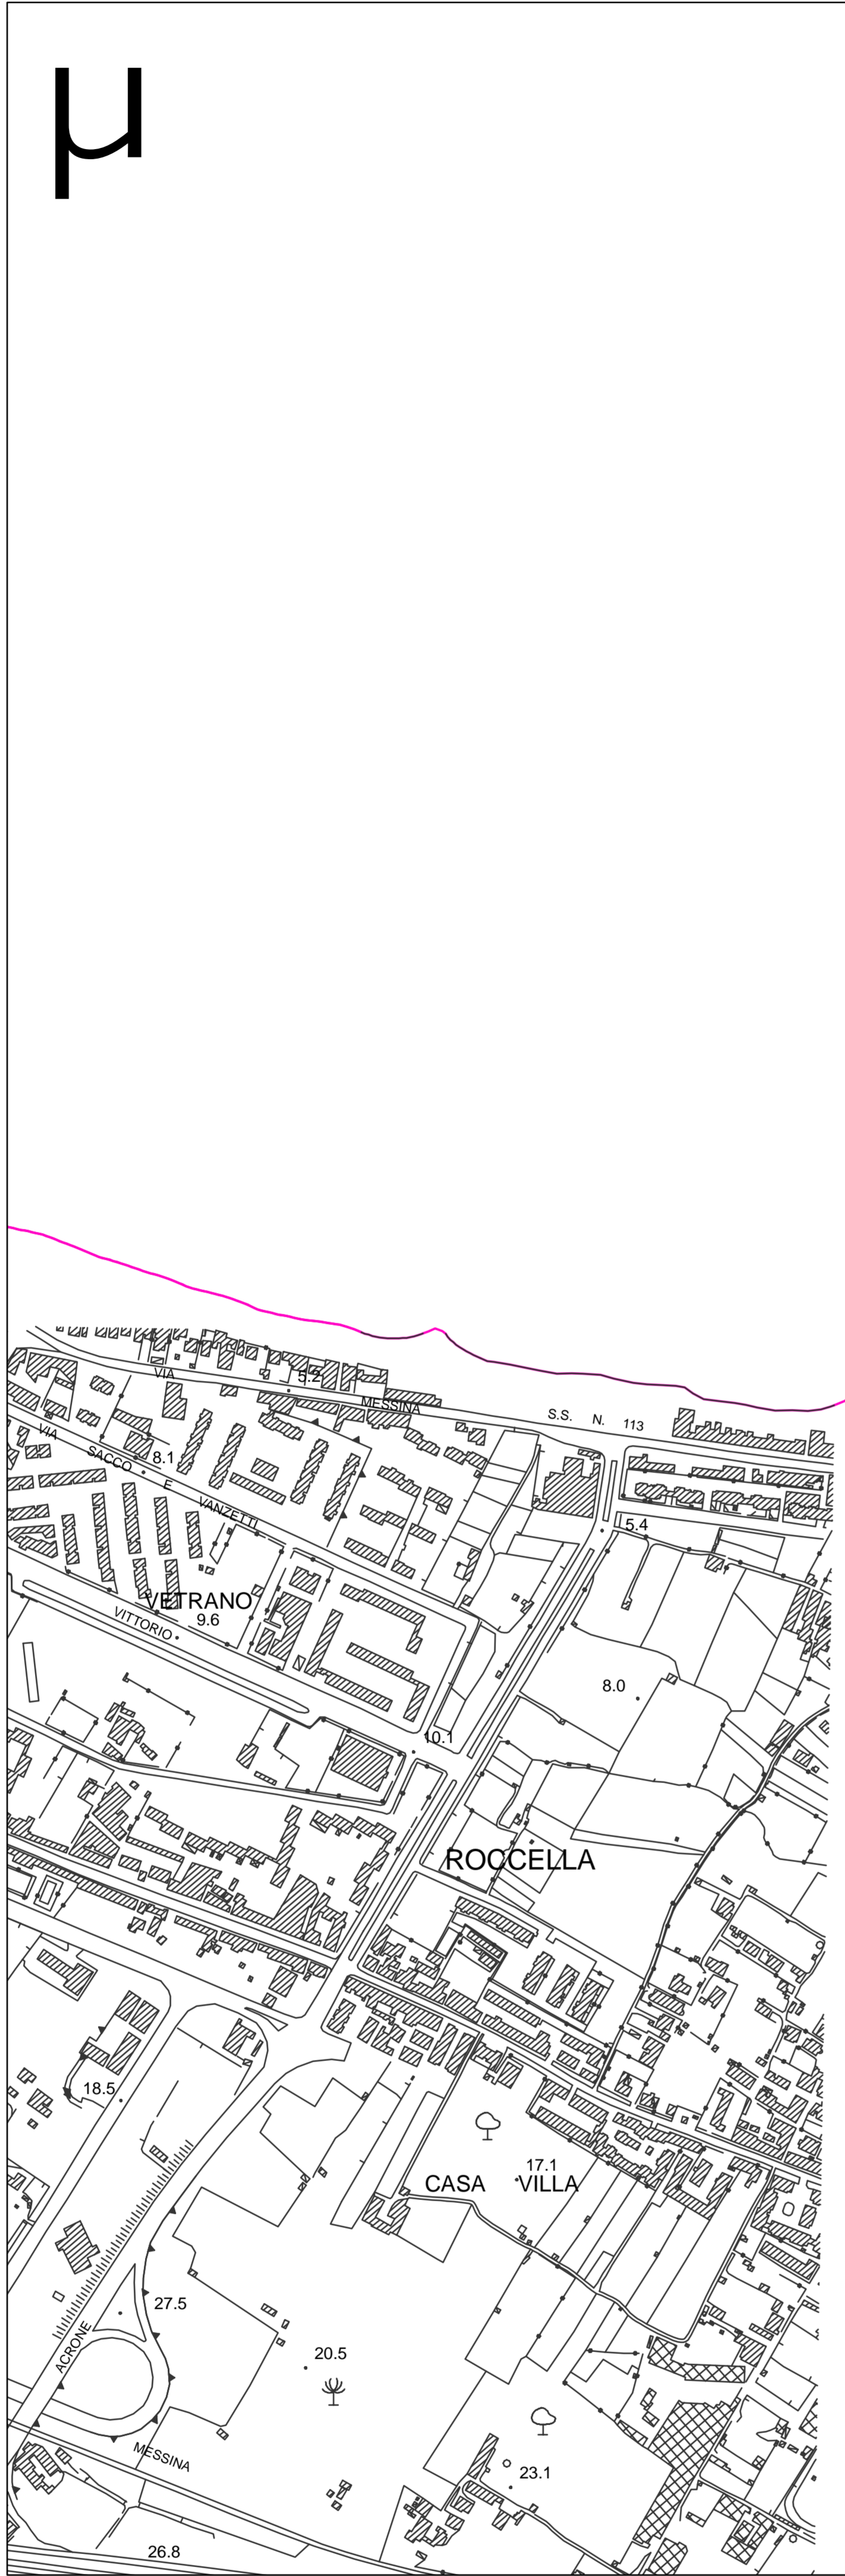 μ
5.2
VIA
MESSINA
S.S. N. 113
VIA
SACCO
E
VANZETTI
8.1
5.4
VETRANO
9.6
VITTORIO
8.0
10.1
ROCCELLA
18.5
17.1
CASA VILLA
27.5
ACRONE
20.5
MESSINA
23.1
26.8